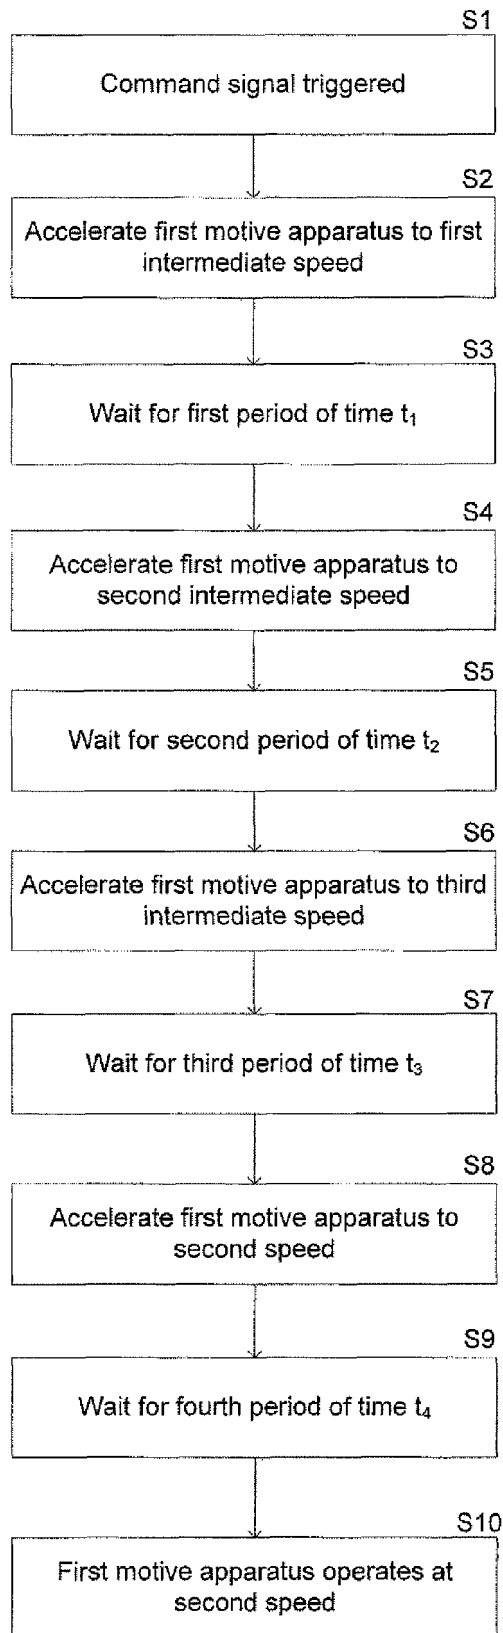 S1
Command signal triggered
S2
Accelerate first motive apparatus to first
intermediate speed
S3
Wait for first period of time t₁
S4
Accelerate first motive apparatus to
second intermediate speed
S5
Wait for second period of time t₂
S6
Accelerate first motive apparatus to third
intermediate speed
S7
Wait for third period of time t₃
S8
Accelerate first motive apparatus to
second speed
S9
Wait for fourth period of time t₄
S10
First motive apparatus operates at
second speed